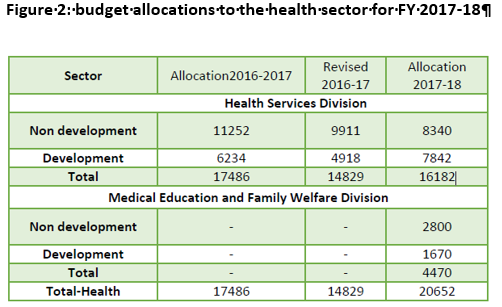 Figure·2:·budget·allocations·to·the·health·sector·for·FY·2017-18¶
Sector Allocation2016-2017 Revised 2016-17 Allocation 2017-18
Health Services Division
Non development 11252 9911 8340
Development 6234 4918 7842
Total 17486 14829 16182
Medical Education and Family Welfare Division
Non development - - 2800
Development - - 1670
Total - - 4470
Total-Health 17486 14829 20652